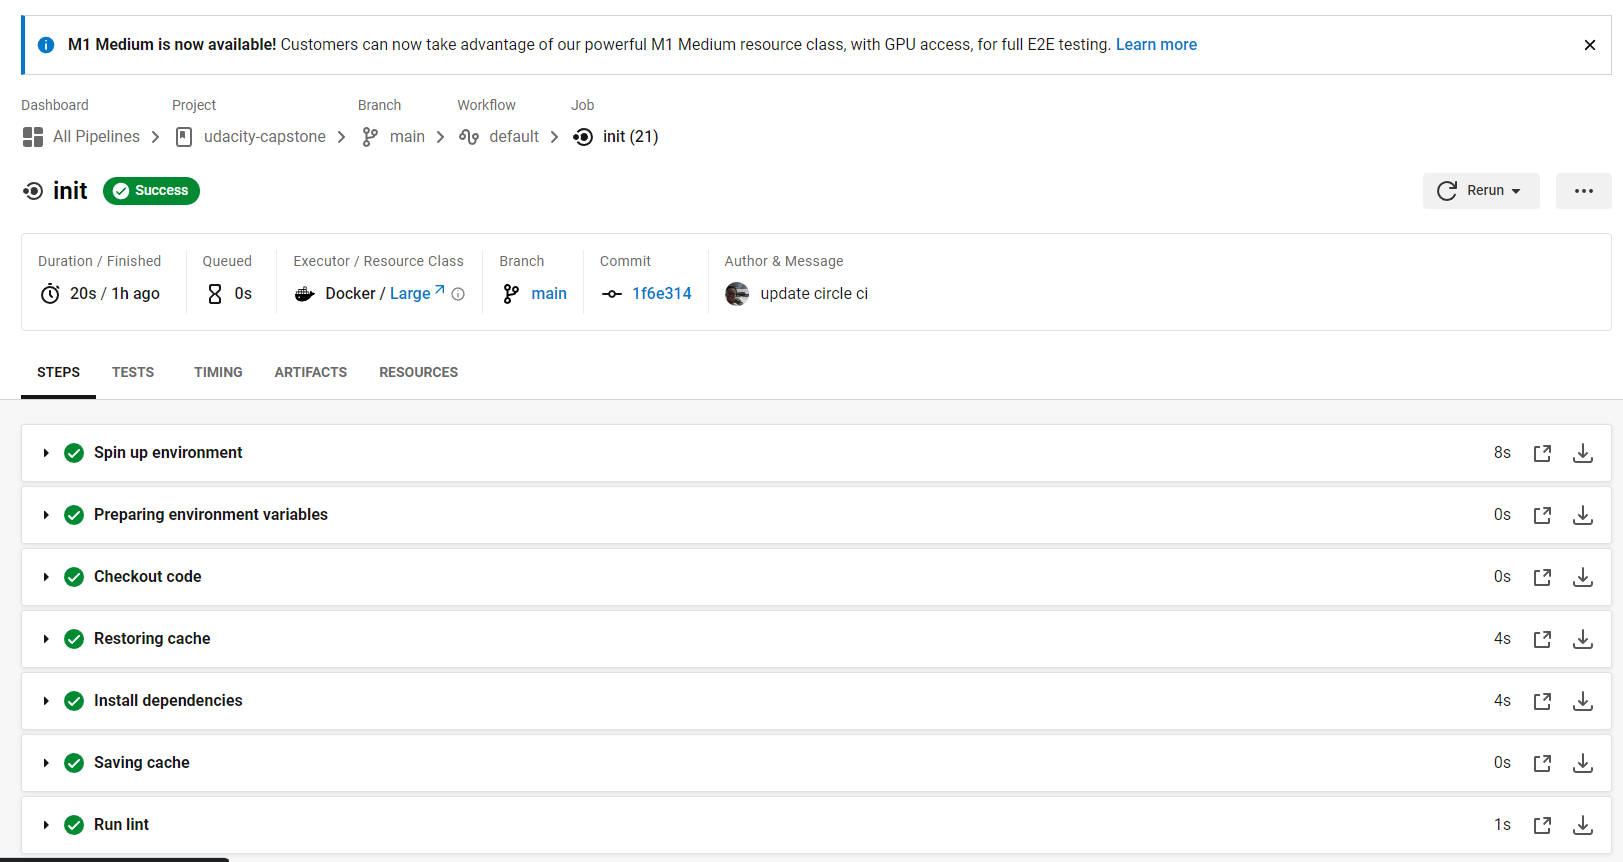 M1 Medium is now available! Customers can now take advantage of our powerful M1 Medium resource class, with GPU access, for full E2E testing. Learn more
Dashboard Project Branch Workflow Job
All Pipelines udacity-capstone main default init (21)
init Success Rerun
Duration / Finished Queued Executor / Resource Class Branch Commit Author & Message
20s / 1h ago 0s Docker / Large main 1f6e314 update circle ci
STEPS TESTS TIMING ARTIFACTS RESOURCES
Spin up environment 8s
Preparing environment variables 0s
Checkout code 0s
Restoring cache 4s
Install dependencies 4s
Saving cache 0s
Run lint 1s